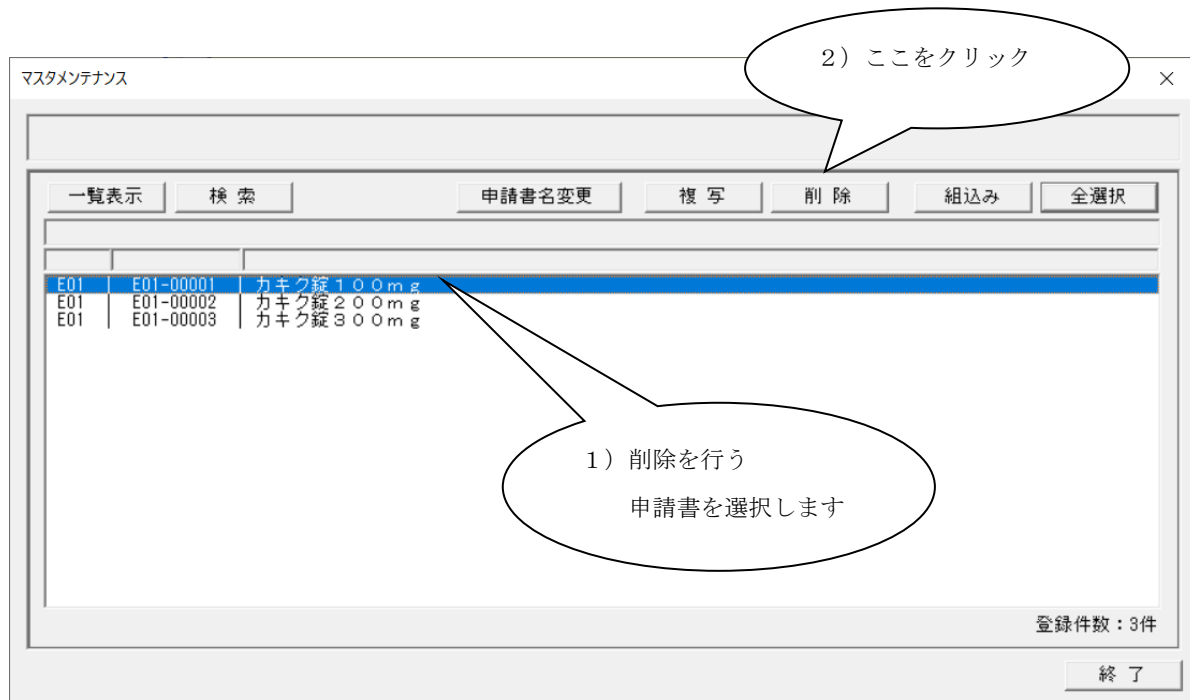 2）ここをクリック
マスタメンテナンス
×
一覧表示 検 索 申請書名変更 複 写 削 除 組込み 全選択
E01 | E01-00001 | カキク錠１００ｍｇ
E01 | E01-00002 | カキク錠２００ｍｇ
E01 | E01-00003 | カキク錠３００ｍｇ
1）削除を行う
申請書を選択します
登録件数：3件
終 了